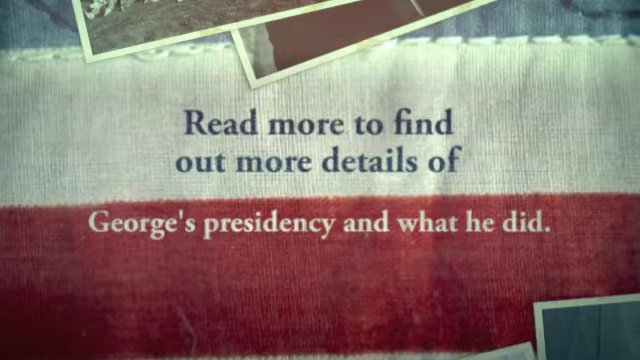 Read more to find
out more details of
George's presidency and what he did.